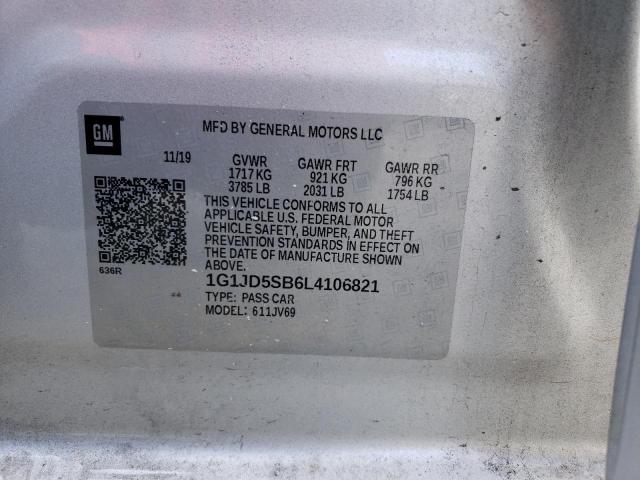 GM
MFD BY GENERAL MOTORS LLC
11/19 GVWR GAWR FRT GAWR RR
1717 KG 921 KG 796 KG
3785 LB 2031 LB 1754 LB
THIS VEHICLE CONFORMS TO ALL
APPLICABLE U.S. FEDERAL MOTOR
VEHICLE SAFETY, BUMPER, AND THEFT
PREVENTION STANDARDS IN EFFECT ON
THE DATE OF MANUFACTURE SHOWN
ABOVE.
636R
1G1JD5SB6L4106821
TYPE: PASS CAR
MODEL: 611JV69